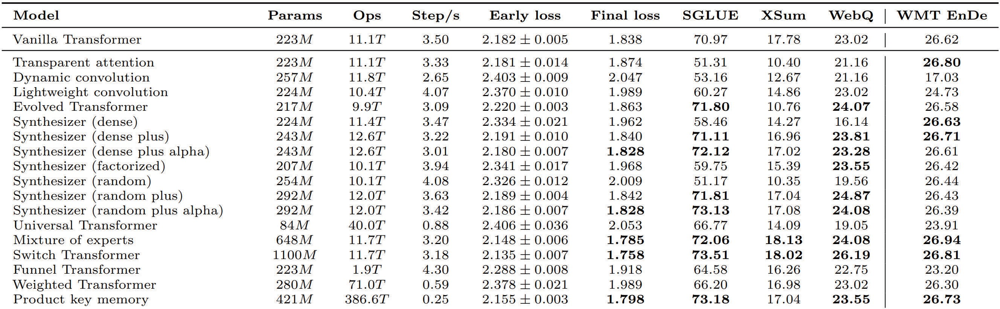 Model Params Ops Step/s Early loss Final loss SGLUE XSum WebQ WMT EnDe
Vanilla Transformer 223M 11.1T 3.50 2.182 ± 0.005 1.838 70.97 17.78 23.02 26.62
Transparent attention 223M 11.1T 3.33 2.181 ± 0.014 1.874 51.31 10.40 21.16 26.80
Dynamic convolution 257M 11.8T 2.65 2.403 ± 0.009 2.047 53.16 12.67 21.16 17.03
Lightweight convolution 224M 10.4T 4.07 2.370 ± 0.010 1.989 60.27 14.86 23.02 24.73
Evolved Transformer 217M 9.9T 3.09 2.220 ± 0.003 1.863 71.80 10.76 24.07 26.58
Synthesizer (dense) 224M 11.4T 3.47 2.334 ± 0.021 1.962 58.46 14.27 16.14 26.63
Synthesizer (dense plus) 243M 12.6T 3.22 2.191 ± 0.010 1.840 71.11 16.96 23.81 26.71
Synthesizer (dense plus alpha) 243M 12.6T 3.01 2.180 ± 0.007 1.828 72.12 17.02 23.28 26.61
Synthesizer (factorized) 207M 10.1T 3.94 2.341 ± 0.017 1.968 59.75 15.39 23.55 26.42
Synthesizer (random) 254M 10.1T 4.08 2.326 ± 0.012 2.009 51.17 10.35 19.56 26.44
Synthesizer (random plus) 292M 12.0T 3.63 2.189 ± 0.004 1.842 71.81 17.04 24.87 26.43
Synthesizer (random plus alpha) 292M 12.0T 3.42 2.186 ± 0.007 1.828 73.13 17.08 24.08 26.39
Universal Transformer 84M 40.0T 0.88 2.406 ± 0.036 2.053 66.77 14.09 19.05 23.91
Mixture of experts 648M 11.7T 3.20 2.148 ± 0.006 1.785 72.06 18.13 24.08 26.94
Switch Transformer 1100M 11.7T 3.18 2.135 ± 0.007 1.758 73.51 18.02 26.19 26.81
Funnel Transformer 223M 1.9T 4.30 2.288 ± 0.008 1.918 64.58 16.26 22.75 23.20
Weighted Transformer 280M 71.0T 0.59 2.378 ± 0.021 1.989 66.20 16.98 23.02 26.30
Product key memory 421M 386.6T 0.25 2.155 ± 0.003 1.798 73.18 17.04 23.55 26.73